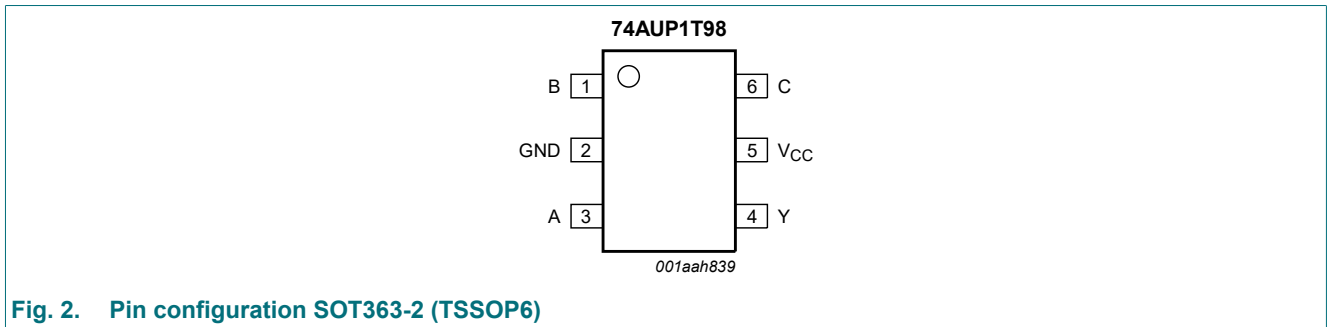 74AUP1T98
B 1 6 C
GND 2 5 VCC
A 3 4 Y
001aah839
Fig. 2. Pin configuration SOT363-2 (TSSOP6)